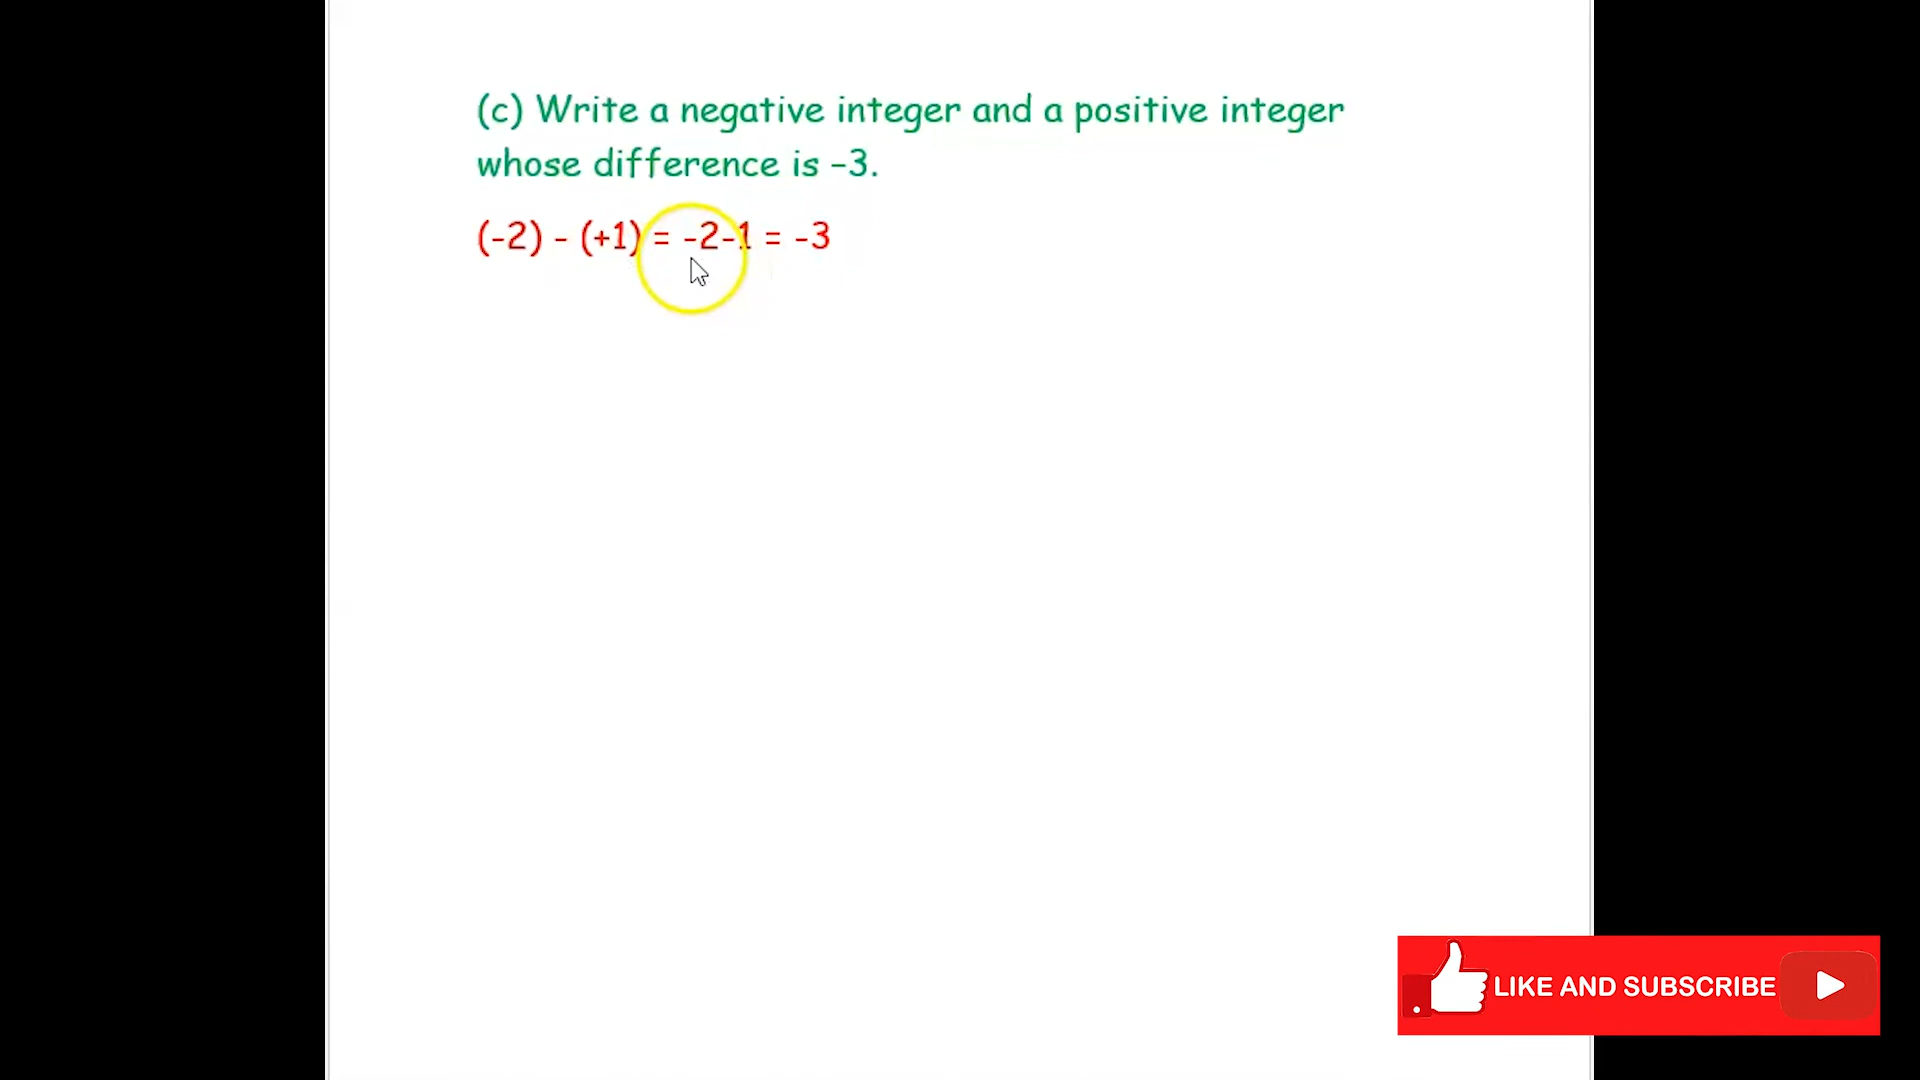 (c) Write a negative integer and a positive integer
whose difference is –3.
(-2) - (+1) = -2-1 = -3
LIKE AND SUBSCRIBE